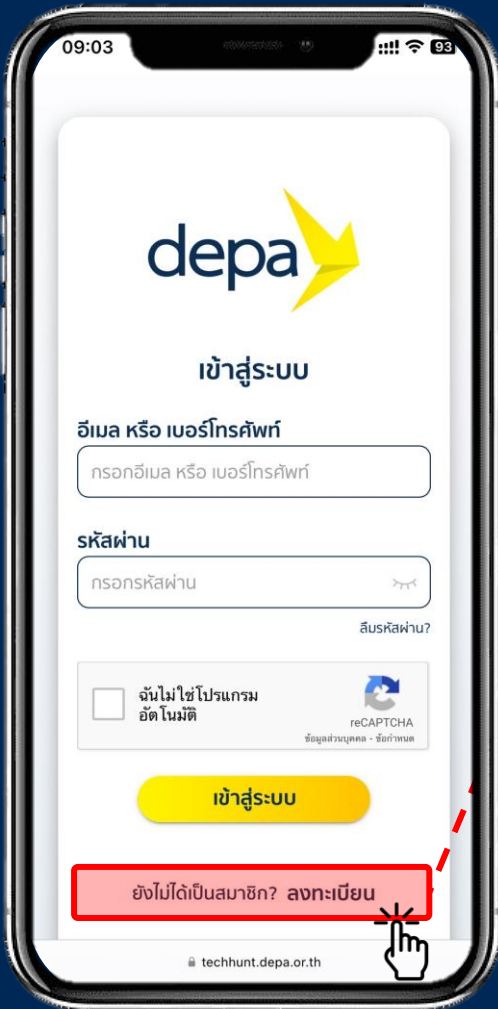 09:03
93
depa
เข้าสู่ระบบ
อีเมล หรือ เบอร์โทรศัพท์
กรอกอีเมล หรือ เบอร์โทรศัพท์
รหัสผ่าน
กรอกรหัสผ่าน
ลืมรหัสผ่าน?
ฉันไม่ใช่โปรแกรม
อัตโนมัติ
reCAPTCHA
ข้อมูลส่วนบุคคล - ข้อกำหนด
เข้าสู่ระบบ
ยังไม่ได้เป็นสมาชิก? ลงทะเบียน
techhunt.depa.or.th